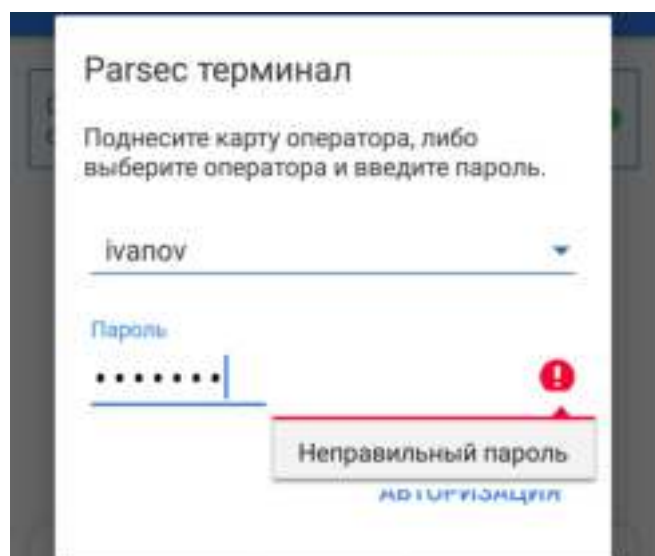 Parsec терминал
Поднесите карту оператора, либо
выберите оператора и введите пароль.
ivanov
Пароль
•••••••
Неправильный пароль
АВТОРИЗАЦИЯ